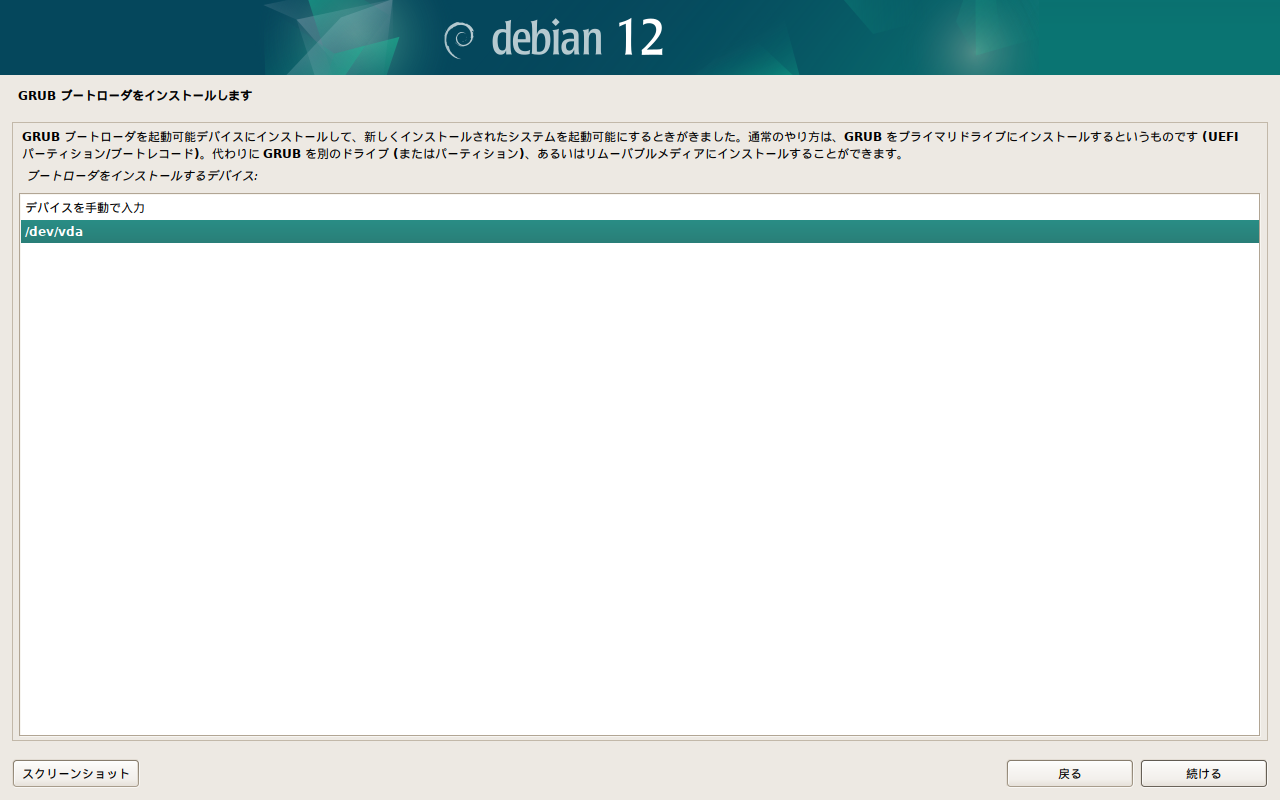 debian 12
GRUB ブートローダをインストールします
GRUB ブートローダを起動可能デバイスにインストールして、新しくインストールされたシステムを起動可能にするときがきました。通常のやり方は、GRUB をプライマリドライブにインストールするというものです (UEFI
パーティション/ブートレコード)。代わりに GRUB を別のドライブ (またはパーティション)、あるいはリムーバブルメディアにインストールすることができます。
ブートローダをインストールするデバイス:
デバイスを手動で入力
/dev/vda
スクリーンショット
戻る
続ける